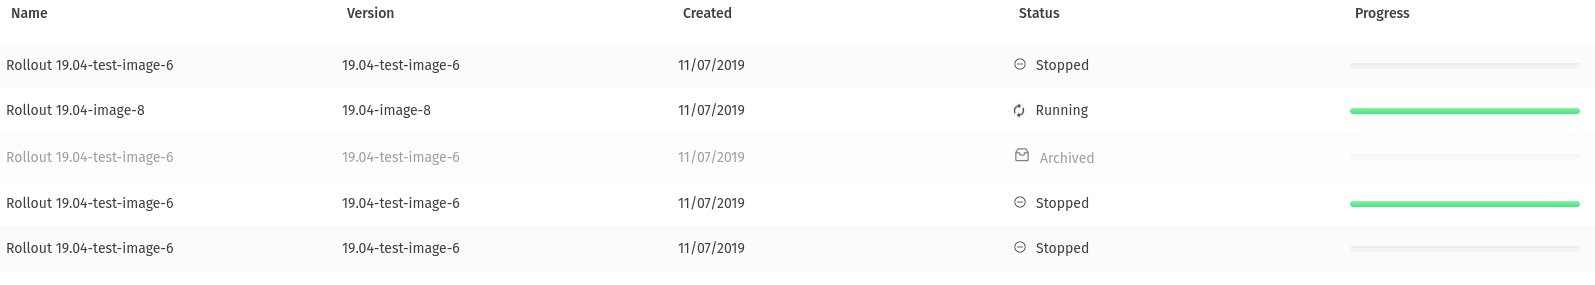 Name Version Created Status Progress
Rollout 19.04-test-image-6 19.04-test-image-6 11/07/2019 Stopped
Rollout 19.04-image-8 19.04-image-8 11/07/2019 Running
Rollout 19.04-test-image-6 19.04-test-image-6 11/07/2019 Archived
Rollout 19.04-test-image-6 19.04-test-image-6 11/07/2019 Stopped
Rollout 19.04-test-image-6 19.04-test-image-6 11/07/2019 Stopped